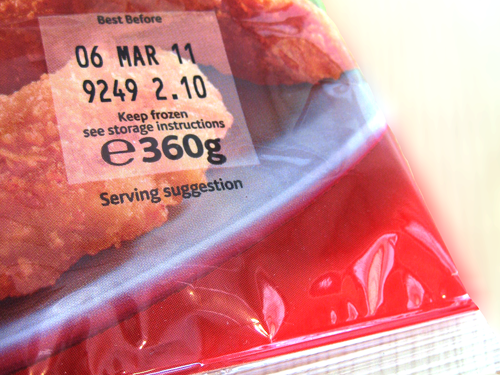 Best Before
06 MAR 11
9249 2.10
Keep frozen
see storage instructions
℮360g
Serving suggestion